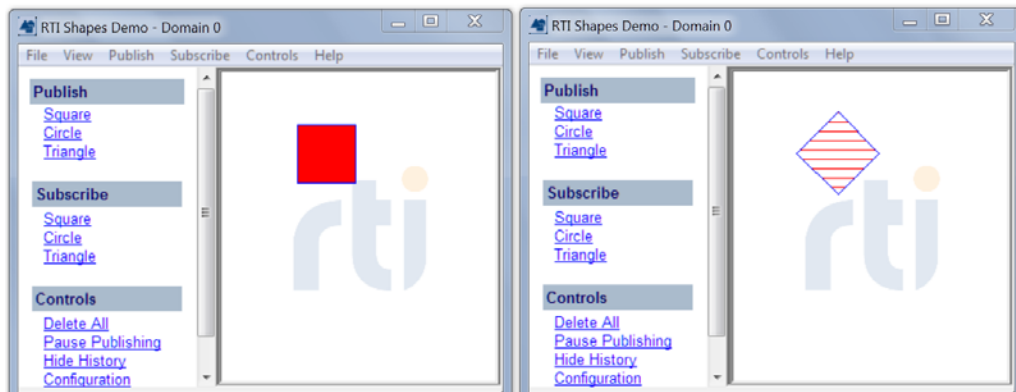 RTI Shapes Demo - Domain 0
File View Publish Subscribe Controls Help
Publish
Square
Circle
Triangle
Subscribe
Square
Circle
Triangle
Controls
Delete All
Pause Publishing
Hide History
Configuration
rti
RTI Shapes Demo - Domain 0
File View Publish Subscribe Controls Help
Publish
Square
Circle
Triangle
Subscribe
Square
Circle
Triangle
Controls
Delete All
Pause Publishing
Hide History
Configuration
rti